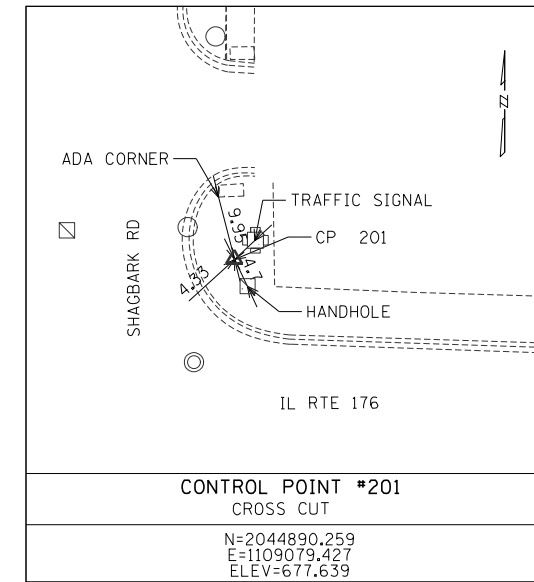 N
ADA CORNER
TRAFFIC SIGNAL
9.95
CP 201
4.7
4.33
SHAGBARK RD
HANDHOLE
IL RTE 176
CONTROL POINT #201
CROSS CUT
N=2044890.259
E=1109079.427
ELEV=677.639